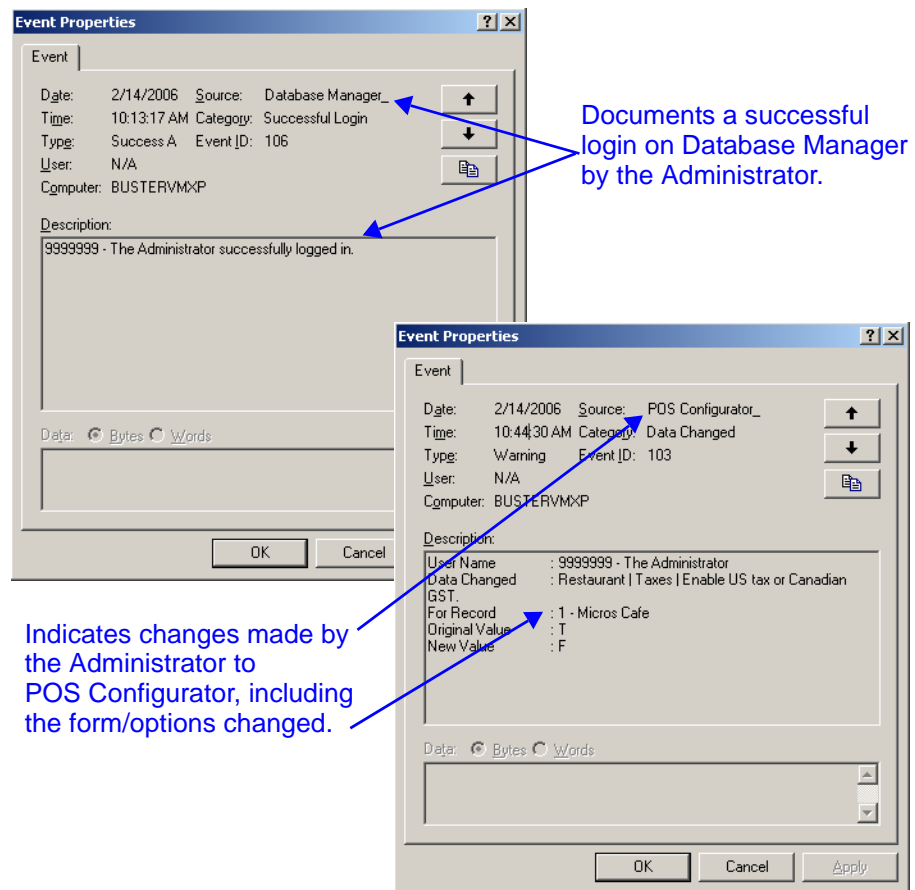 Event Properties
Event
Date: 2/14/2006 Source: Database Manager_
Time: 10:13:17 AM Category: Successful Login
Type: Success A Event ID: 106
User: N/A
Computer: BUSTERVMXP
Description:
9999999 - The Administrator successfully logged in.
Data: Bytes Words
OK Cancel
Documents a successful
login on Database Manager
by the Administrator.
Event Properties
Event
Date: 2/14/2006 Source: POS Configurator_
Time: 10:44:30 AM Category: Data Changed
Type: Warning Event ID: 103
User: N/A
Computer: BUSTERVMXP
Description:
User Name : 9999999 - The Administrator
Data Changed : Restaurant | Taxes | Enable US tax or Canadian
GST.
For Record : 1 - Micros Cafe
Original Value : T
New Value : F
Data: Bytes Words
OK Cancel Apply
Indicates changes made by
the Administrator to
POS Configurator, including
the form/options changed.